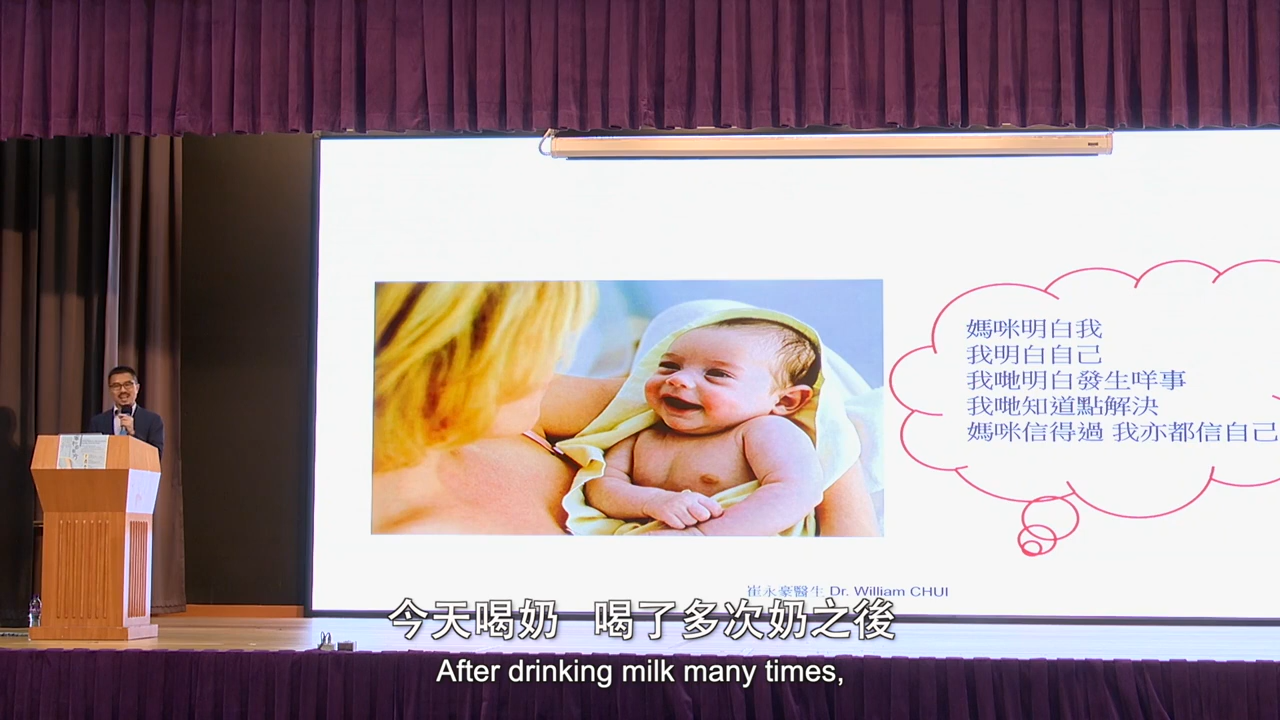 媽咪明白我
我明白自己
我哋明白發生咩事
我哋知道點解決
媽咪信得過 我亦都信自己
崔永豪醫生 Dr. William CHUI
今天喝奶 喝了多次奶之後
After drinking milk many times,